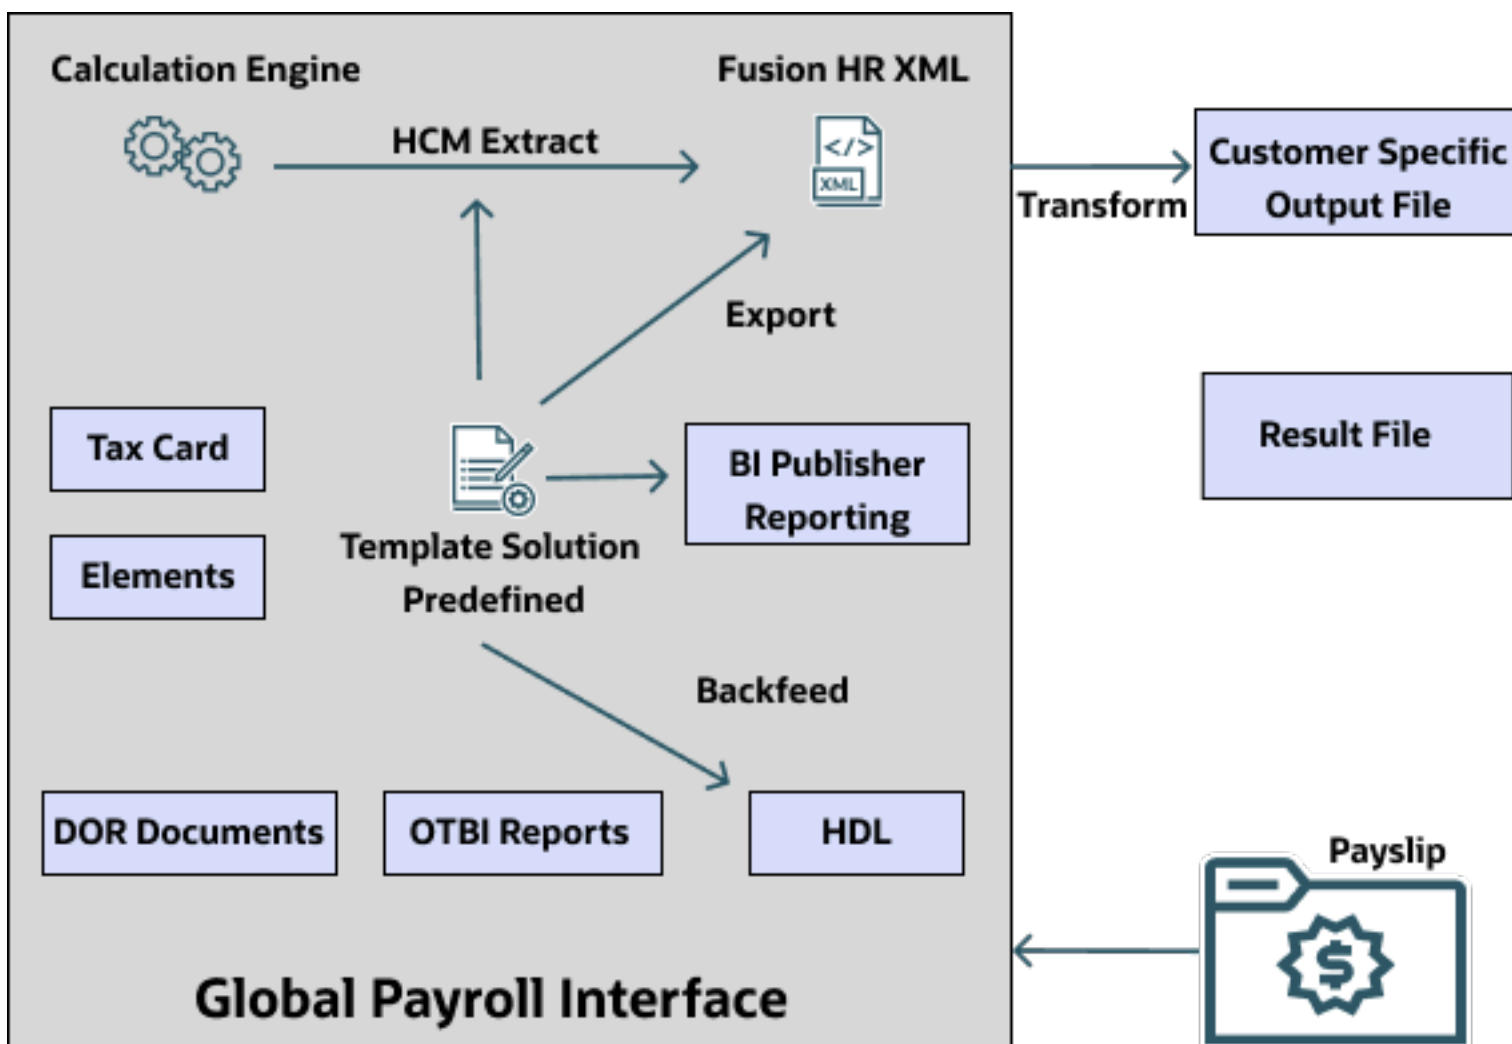 Calculation Engine
Fusion HR XML
HCM Extract
</>
XML
Customer Specific
Output File
Transform
Export
Result File
Tax Card
BI Publisher
Reporting
Template Solution
Predefined
Elements
Backfeed
DOR Documents
OTBI Reports
HDL
Payslip
$
Global Payroll Interface